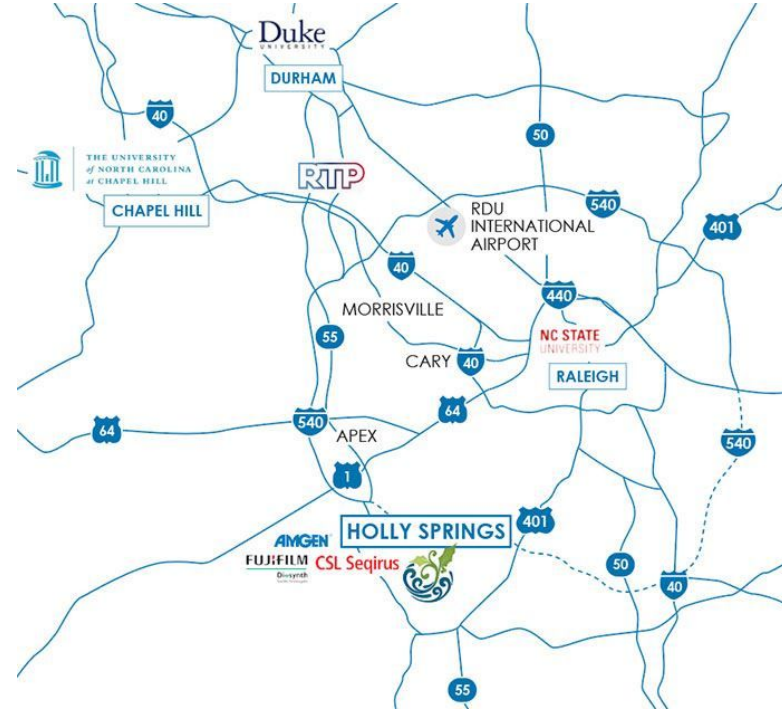 Duke
UNIVERSITY
DURHAM
40
50
THE UNIVERSITY
of NORTH CAROLINA
at CHAPEL HILL
RTP
CHAPEL HILL
540
RDU
INTERNATIONAL
AIRPORT
401
40
440
MORRISVILLE
55
NC STATE
UNIVERSITY
CARY
40
RALEIGH
64
64
540
APEX
540
1
HOLLY SPRINGS
401
AMGEN
FUJIFILM
Diosynth
CSL Seqirus
50
40
55